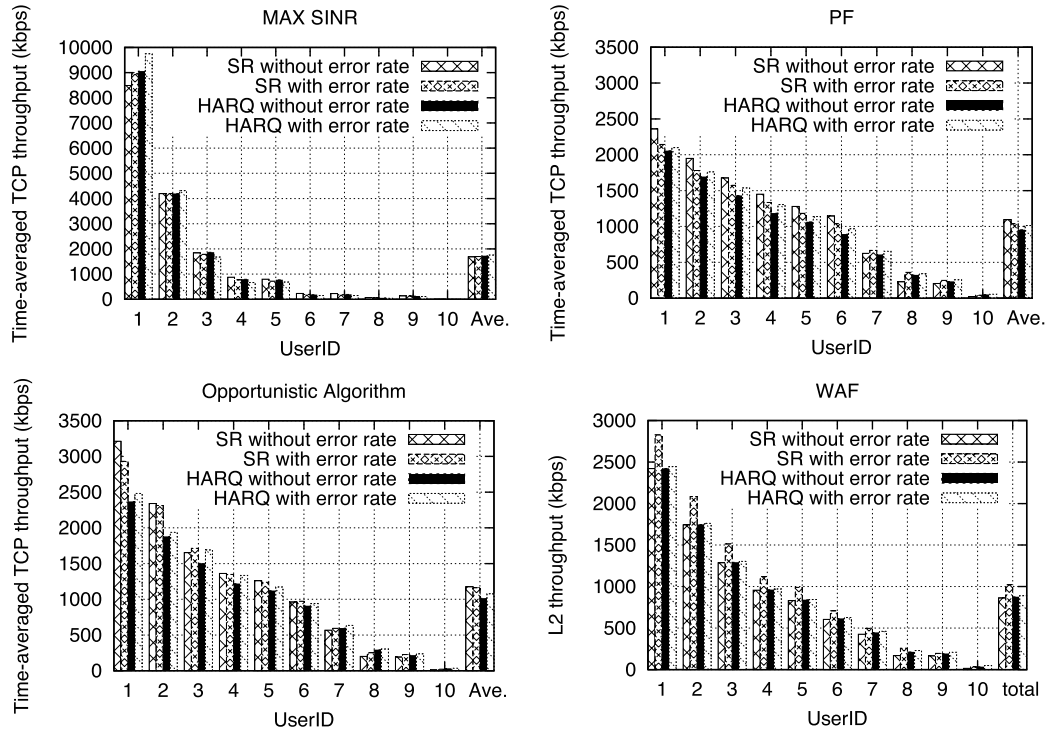 MAX SINR
Time-averaged TCP throughput (kbps)
10000
9000
8000
7000
6000
5000
4000
3000
2000
1000
0
SR without error rate
SR with error rate
HARQ without error rate
HARQ with error rate
1 2 3 4 5 6 7 8 9 10 Ave.
UserID
PF
Time-averaged TCP throughput (kbps)
3500
3000
2500
2000
1500
1000
500
0
SR without error rate
SR with error rate
HARQ without error rate
HARQ with error rate
1 2 3 4 5 6 7 8 9 10 Ave.
UserID
Opportunistic Algorithm
Time-averaged TCP throughput (kbps)
3500
3000
2500
2000
1500
1000
500
0
SR without error rate
SR with error rate
HARQ without error rate
HARQ with error rate
1 2 3 4 5 6 7 8 9 10 Ave.
UserID
WAF
L2 throughput (kbps)
3000
2500
2000
1500
1000
500
0
SR without error rate
SR with error rate
HARQ without error rate
HARQ with error rate
1 2 3 4 5 6 7 8 9 10 total
UserID